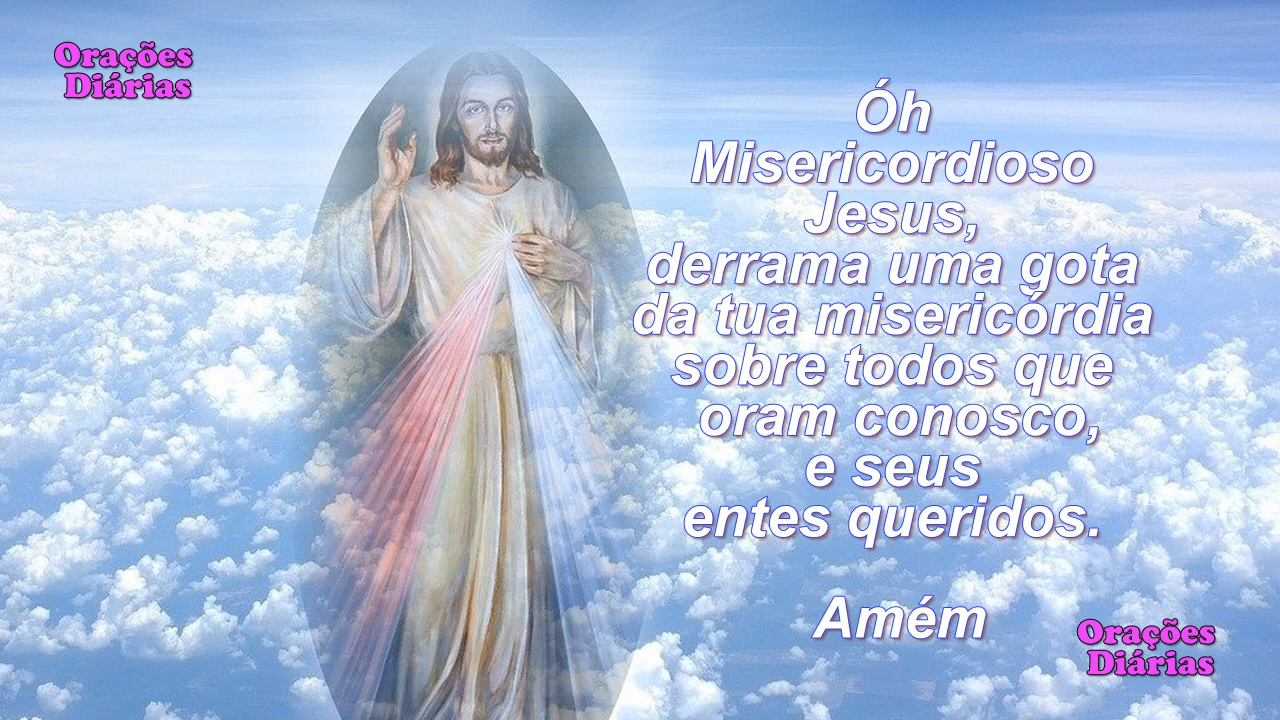 Orações
Diárias
Óh
Misericordioso
Jesus,
derrama uma gota
da tua misericórdia
sobre todos que
oram conosco,
e seus
entes queridos.
Amém
Orações
Diárias